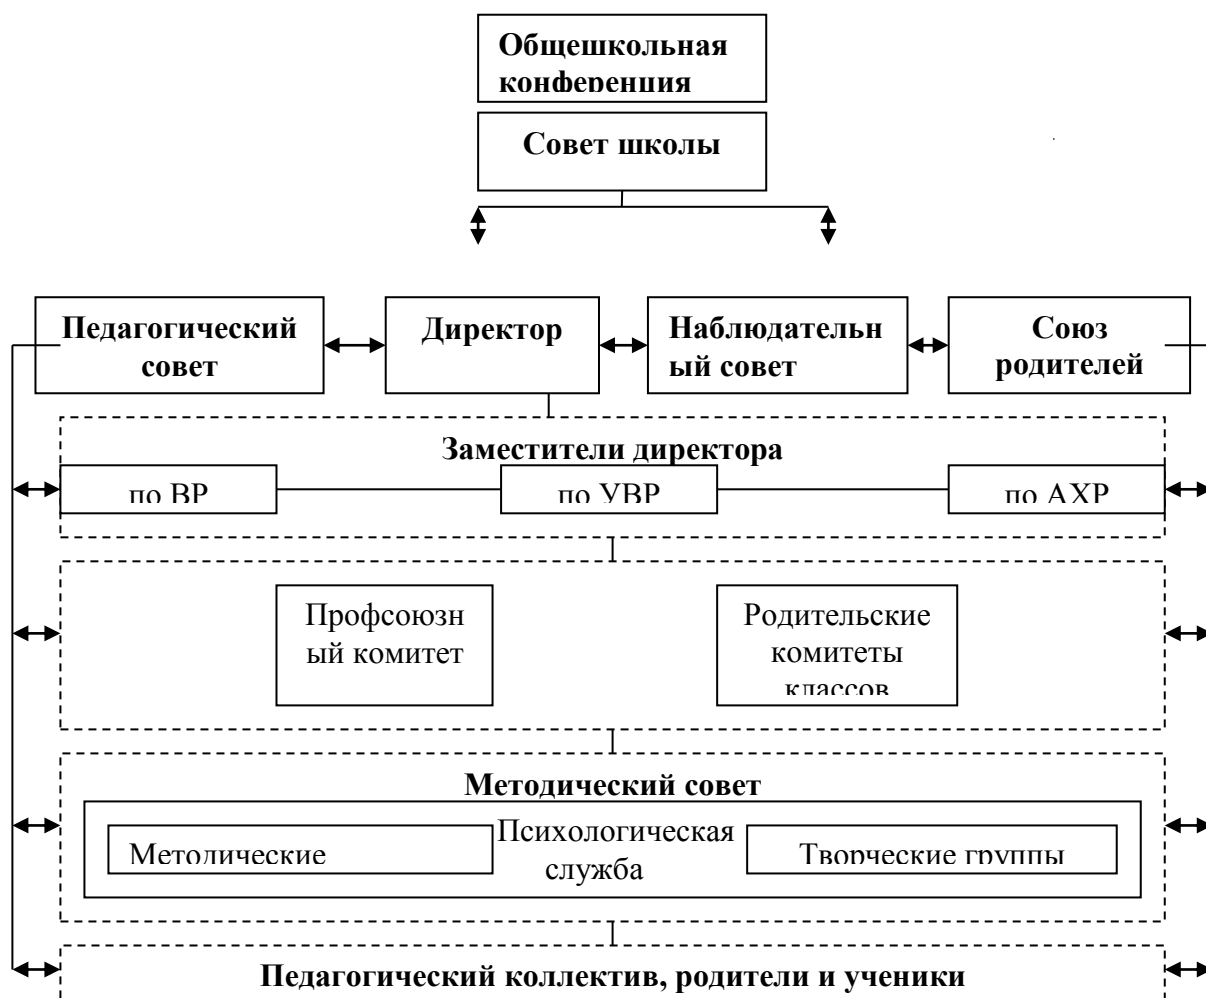 Общешкольная
конференция
Совет школы
Педагогический
совет
Директор
Наблюдательн
ый совет
Союз
родителей
Заместители директора
по ВР
по УВР
по АХР
Профсоюзн
ый комитет
Родительские
комитеты
классов
Методический совет
Методические
Психологическая
служба
Творческие группы
Педагогический коллектив, родители и ученики